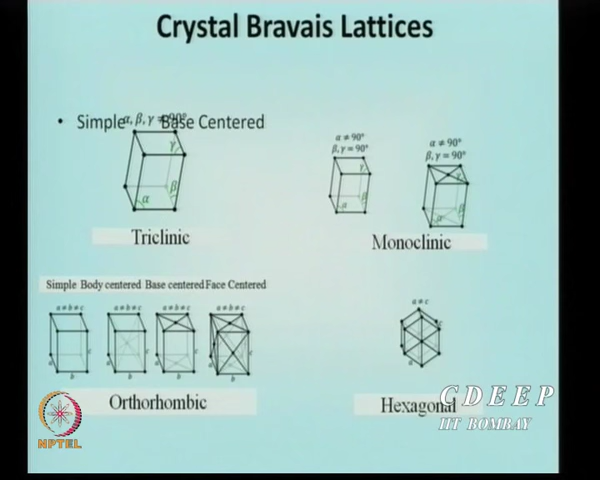 Crystal Bravais Lattices
• Simple Base Centered
α, β, γ ≠ 90°
γ
β
α
Triclinic
α ≠ 90°
β, γ = 90°
γ
α
β
α ≠ 90°
β, γ = 90°
γ
α
β
Monoclinic
Simple Body centered Base centered Face Centered
a ≠ b ≠ c a ≠ b ≠ c a ≠ b ≠ c a ≠ b ≠ c
a b c a b c a b c a b c
Orthorhombic
a ≠ c
c
a
Hexagonal
NPTEL
CDEEP
IIT BOMBAY